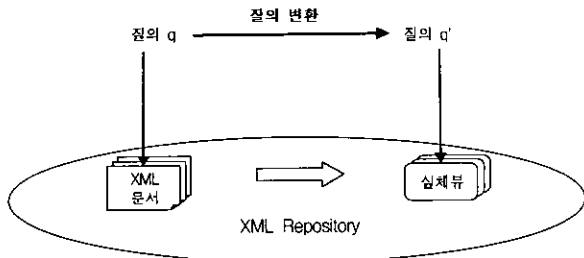 질의 변환
질의 q
질의 q'
XML
문서
실체뷰
XML Repository